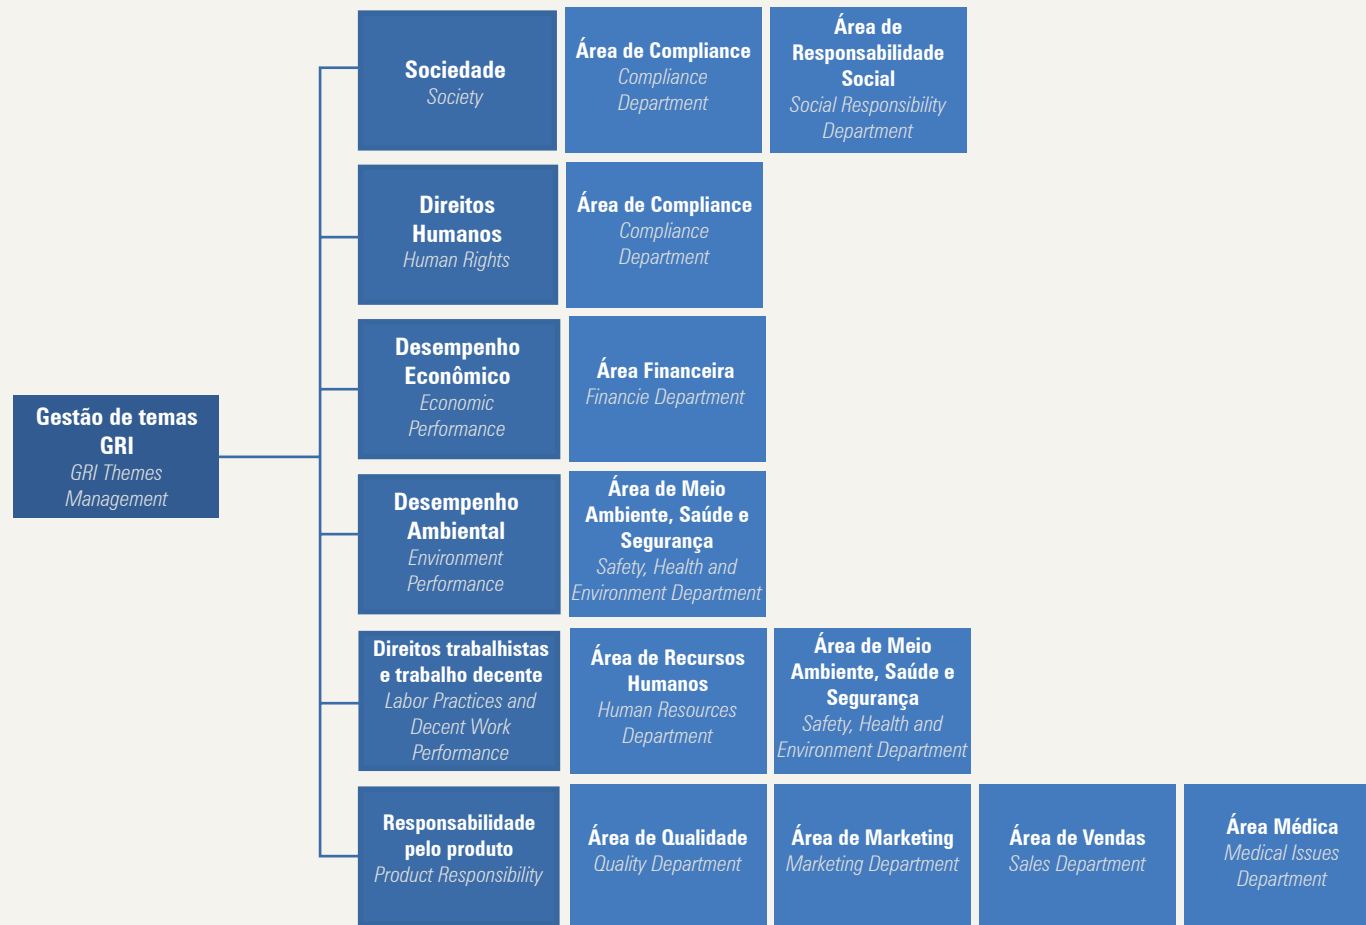 Sociedade
Society
Área de Compliance
Compliance
Department
Área de
Responsabilidade
Social
Social Responsibility
Department
Direitos
Humanos
Human Rights
Área de Compliance
Compliance
Department
Desempenho
Econômico
Economic
Performance
Área Financeira
Financie Department
Gestão de temas
GRI
GRI Themes
Management
Desempenho
Ambiental
Environment
Performance
Área de Meio
Ambiente, Saúde e
Segurança
Safety, Health and
Environment Department
Direitos trabalhistas
e trabalho decente
Labor Practices and
Decent Work
Performance
Área de Recursos
Humanos
Human Resources
Department
Área de Meio
Ambiente, Saúde e
Segurança
Safety, Health and
Environment Department
Responsabilidade
pelo produto
Product Responsibility
Área de Qualidade
Quality Department
Área de Marketing
Marketing Department
Área de Vendas
Sales Department
Área Médica
Medical Issues
Department